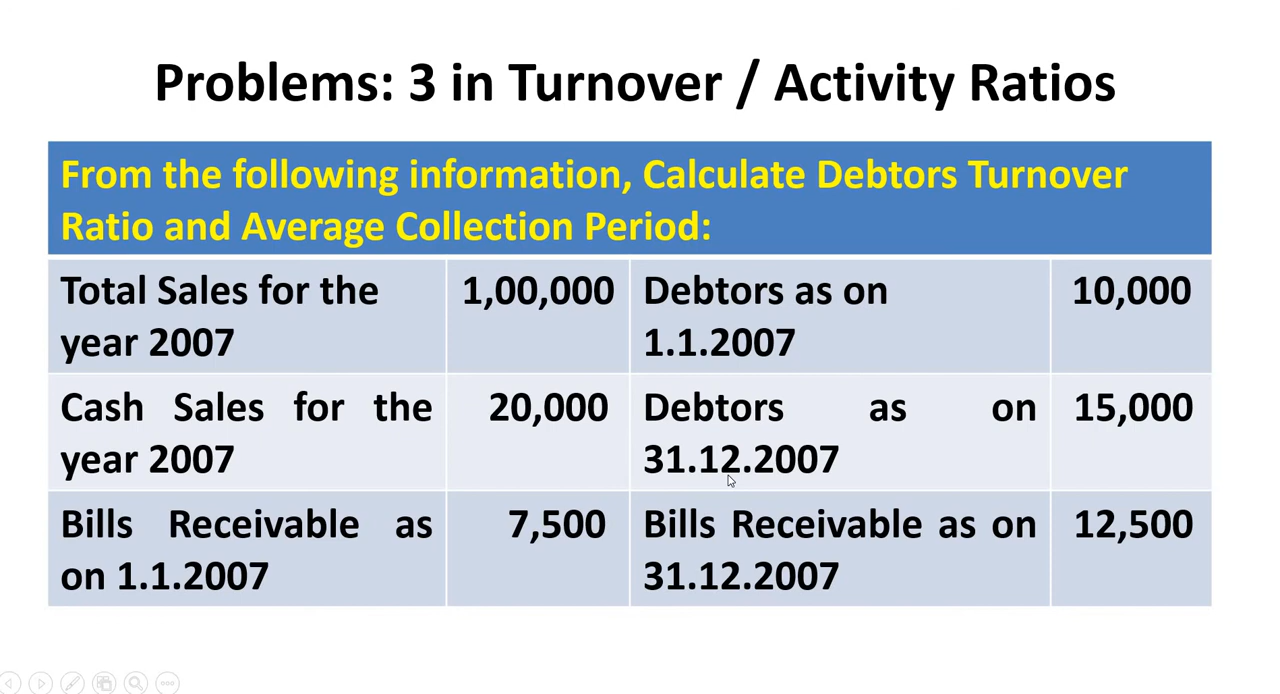 Problems: 3 in Turnover / Activity Ratios
From the following information, Calculate Debtors Turnover
Ratio and Average Collection Period:
Total Sales for the
year 2007
1,00,000
Debtors as on
1.1.2007
10,000
Cash Sales for the
year 2007
20,000
Debtors as on
31.12.2007
15,000
Bills Receivable as
on 1.1.2007
7,500
Bills Receivable as on
31.12.2007
12,500